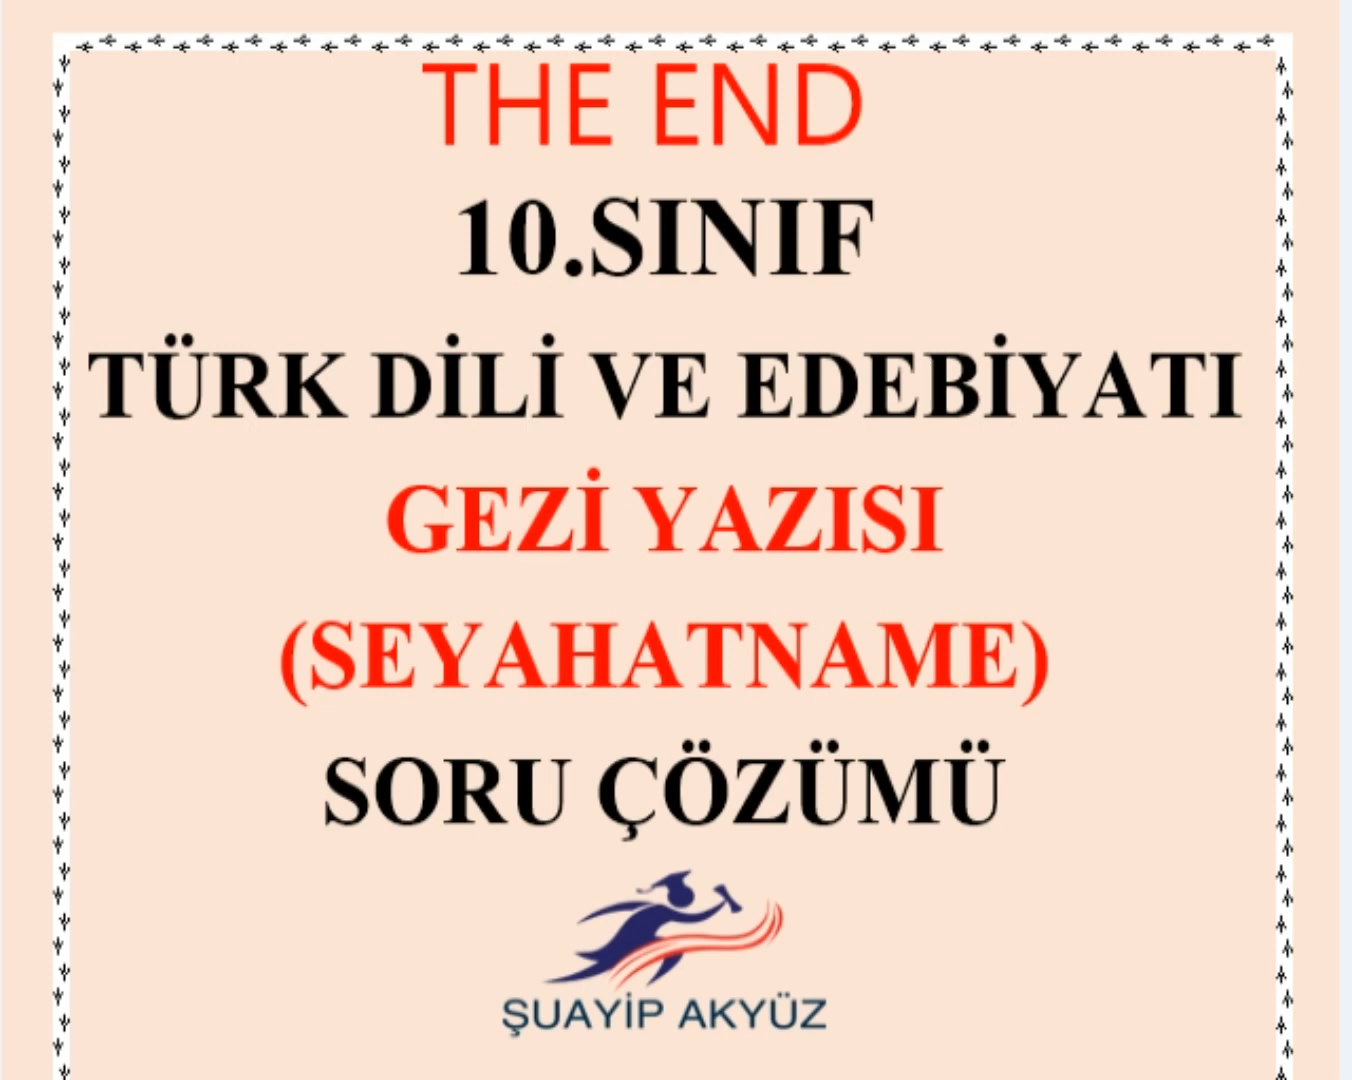 THE END
10.SINIF
TÜRK DİLİ VE EDEBİYATI
GEZİ YAZISI
(SEYAHATNAME)
SORU ÇÖZÜMÜ
ŞUAYİP AKYÜZ